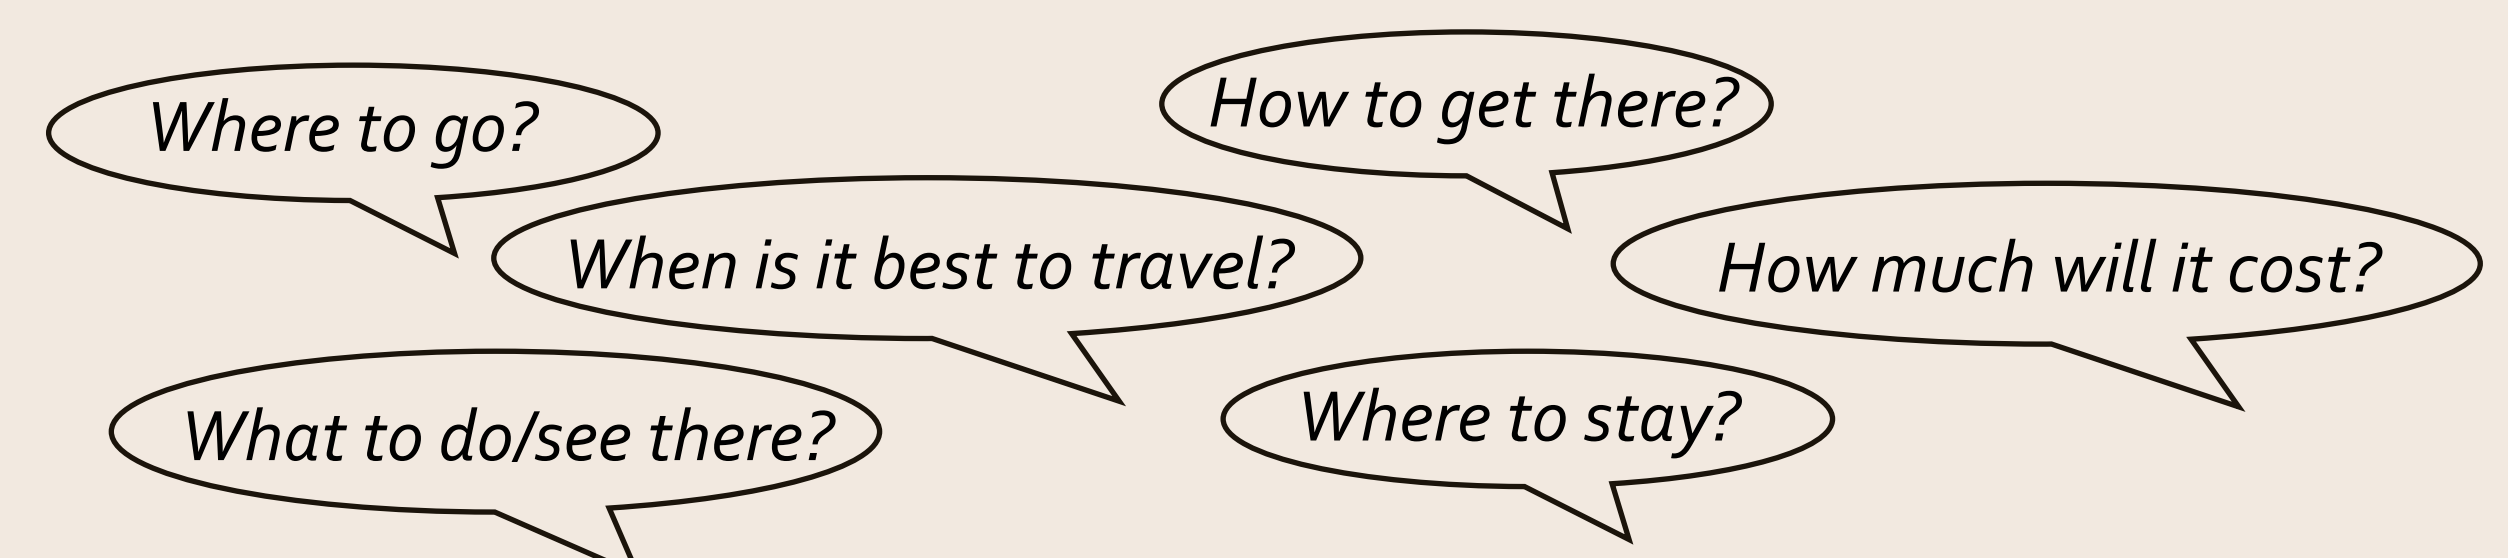 Where to go?
How to get there?
When is it best to travel?
How much will it cost?
What to do/see there?
Where to stay?